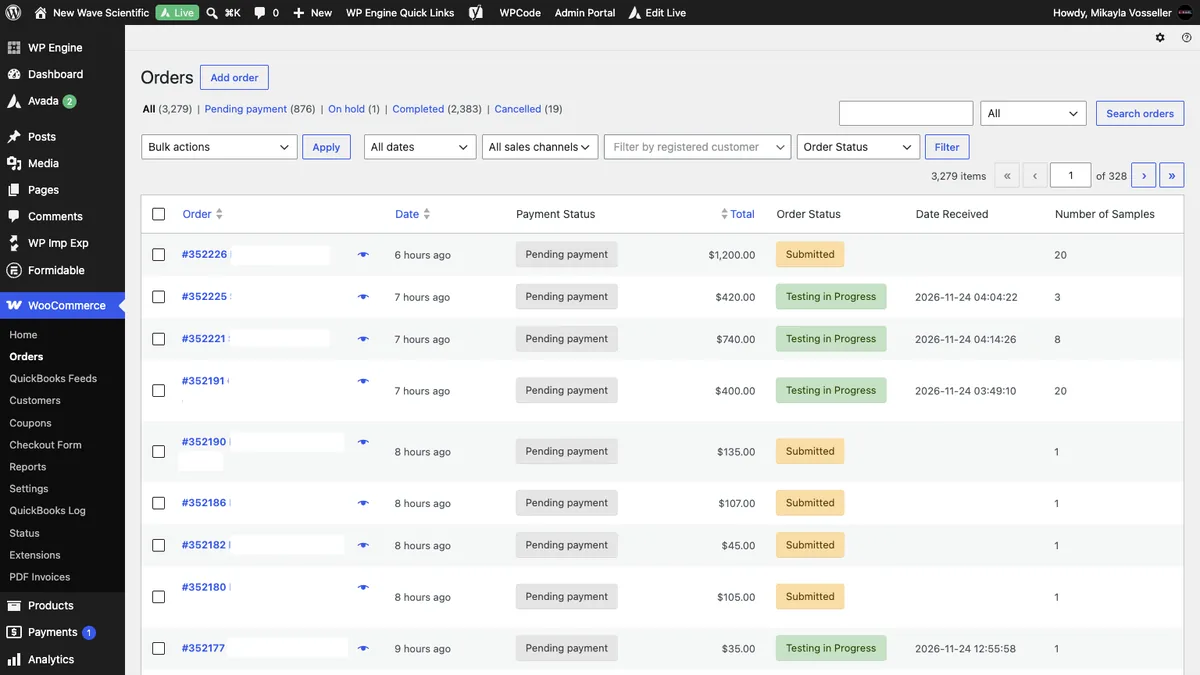 New Wave Scientific Live ⌘K 0 New WP Engine Quick Links WPCode Admin Portal Edit Live Howdy, Mikayla Vosseller
WP Engine
Dashboard
Avada 2
Posts
Media
Pages
Comments
WP Imp Exp
Formidable
WooCommerce
Home
Orders
QuickBooks Feeds
Customers
Coupons
Checkout Form
Reports
Settings
QuickBooks Log
Status
Extensions
PDF Invoices
Products
Payments 1
Analytics
Orders Add order
All (3,279) | Pending payment (876) | On hold (1) | Completed (2,383) | Cancelled (19)
All Search orders
Bulk actions Apply All dates All sales channels Filter by registered customer Order Status Filter
3,279 items « ‹ 1 of 328 › »
Order Date Payment Status Total Order Status Date Received Number of Samples
#352226 6 hours ago Pending payment $1,200.00 Submitted 20
#352225 7 hours ago Pending payment $420.00 Testing in Progress 2026-11-24 04:04:22 3
#352221 7 hours ago Pending payment $740.00 Testing in Progress 2026-11-24 04:14:26 8
#352191 7 hours ago Pending payment $400.00 Testing in Progress 2026-11-24 03:49:10 20
#352190 8 hours ago Pending payment $135.00 Submitted 1
#352186 8 hours ago Pending payment $107.00 Submitted 1
#352182 8 hours ago Pending payment $45.00 Submitted 1
#352180 8 hours ago Pending payment $105.00 Submitted 1
#352177 9 hours ago Pending payment $35.00 Testing in Progress 2026-11-24 12:55:58 1